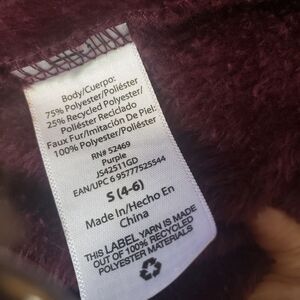 Body/Cuerpo:
75% Polyester/Poliéster
25% Recycled Polyester/
Poliéster Reciclado
Faux Fur/Imitación De Piel:
100% Polyester/Poliéster
RN# 52469
Purple
JS42511GD
EAN/UPC 6 95777525544
S (4-6)
Made In/Hecho En
China
THIS LABEL YARN IS MADE
OUT OF 100% RECYCLED
POLYESTER MATERIALS